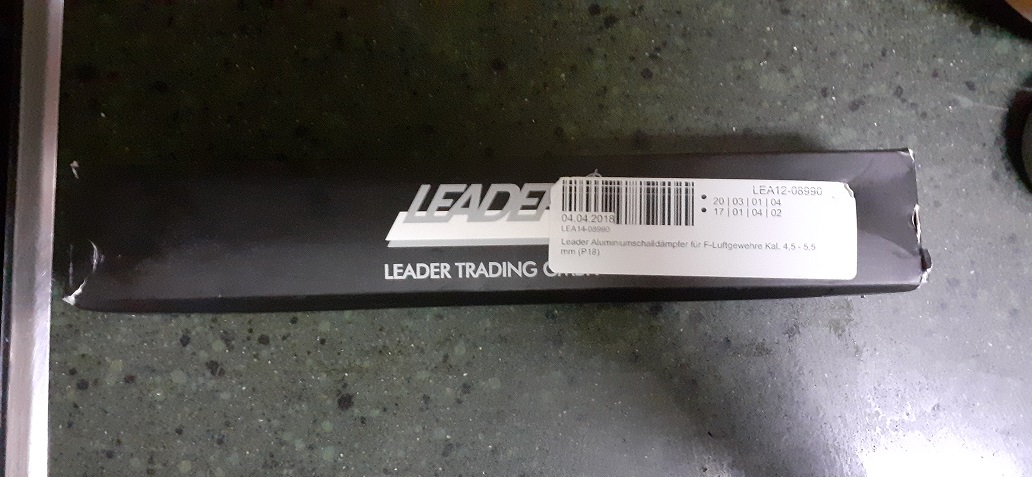 LEADER
LEADER TRADING GmbH
LEA12-08990
20 | 03 | 01 | 04
17 | 01 | 04 | 02
04.04.2018
LEA14-08990
Leader Aluminiumschalldämpfer für F-Luftgewehre Kal. 4,5 - 5,5
mm (P18)